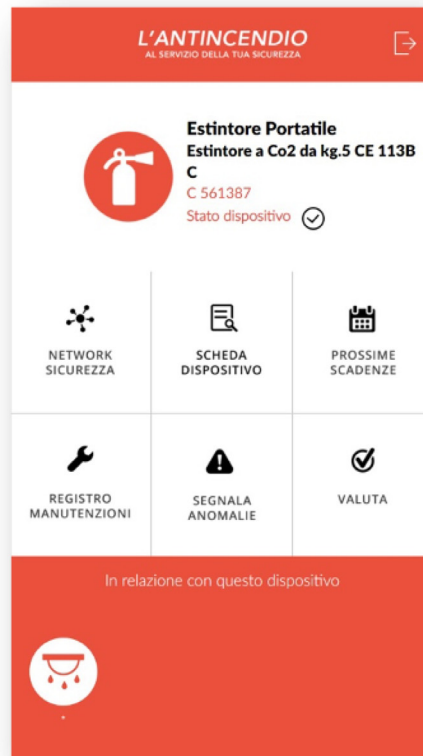 L'ANTINCENDIO
AL SERVIZIO DELLA TUA SICUREZZA
Estintore Portatile
Estintore a Co2 da kg.5 CE 113B
C
C 561387
Stato dispositivo
NETWORK
SICUREZZA
SCHEDA
DISPOSITIVO
PROSSIME
SCADENZE
REGISTRO
MANUTENZIONI
SEGNALA
ANOMALIE
VALUTA
In relazione con questo dispositivo